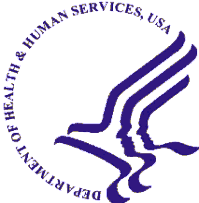 DEPARTMENT OF HEALTH & HUMAN SERVICES, USA